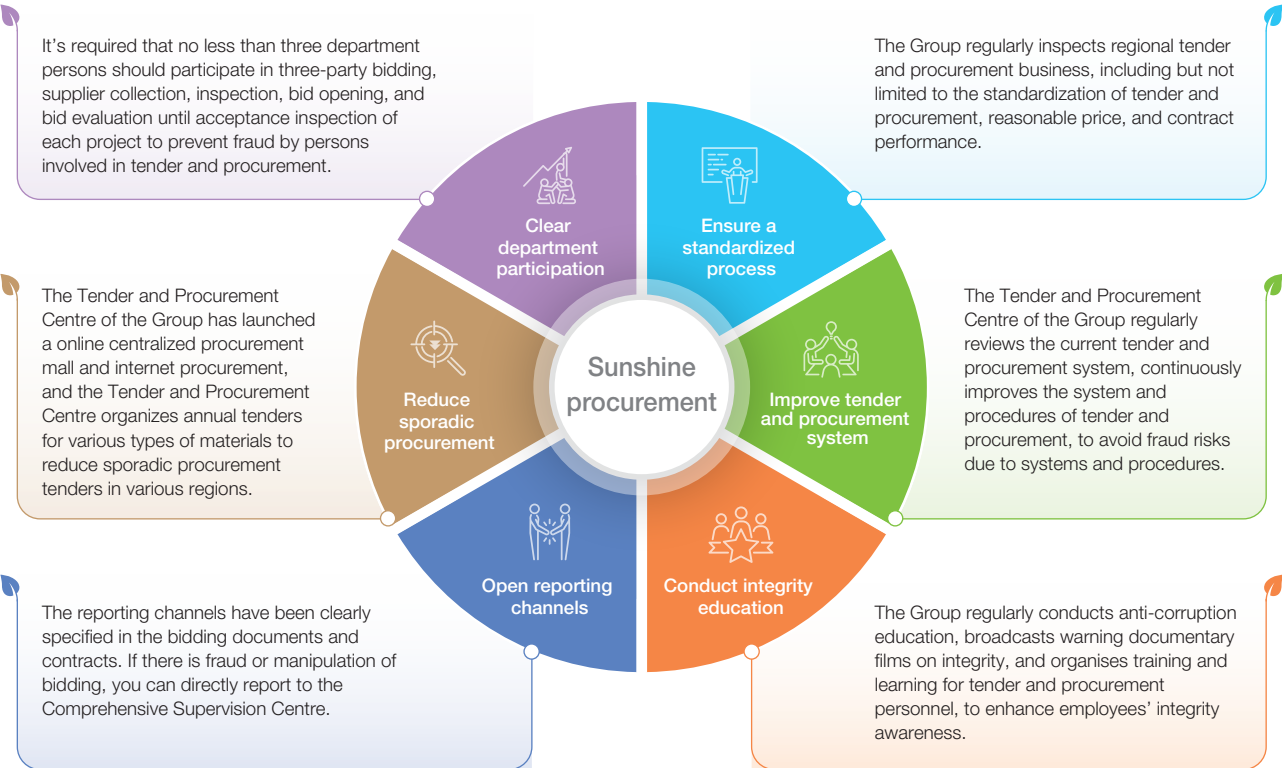 It’s required that no less than three department
persons should participate in three-party bidding,
supplier collection, inspection, bid opening, and
bid evaluation until acceptance inspection of
each project to prevent fraud by persons
involved in tender and procurement.
The Group regularly inspects regional tender
and procurement business, including but not
limited to the standardization of tender and
procurement, reasonable price, and contract
performance.
Clear
department
participation
Ensure a
standardized
process
The Tender and Procurement
Centre of the Group has launched
a online centralized procurement
mall and internet procurement,
and the Tender and Procurement
Centre organizes annual tenders
for various types of materials to
reduce sporadic procurement
tenders in various regions.
Reduce
sporadic
procurement
Sunshine
procurement
Improve tender
and procurement
system
The Tender and Procurement
Centre of the Group regularly
reviews the current tender and
procurement system, continuously
improves the system and
procedures of tender and
procurement, to avoid fraud risks
due to systems and procedures.
Open reporting
channels
Conduct integrity
education
The reporting channels have been clearly
specified in the bidding documents and
contracts. If there is fraud or manipulation of
bidding, you can directly report to the
Comprehensive Supervision Centre.
The Group regularly conducts anti-corruption
education, broadcasts warning documentary
films on integrity, and organises training and
learning for tender and procurement
personnel, to enhance employees’ integrity
awareness.